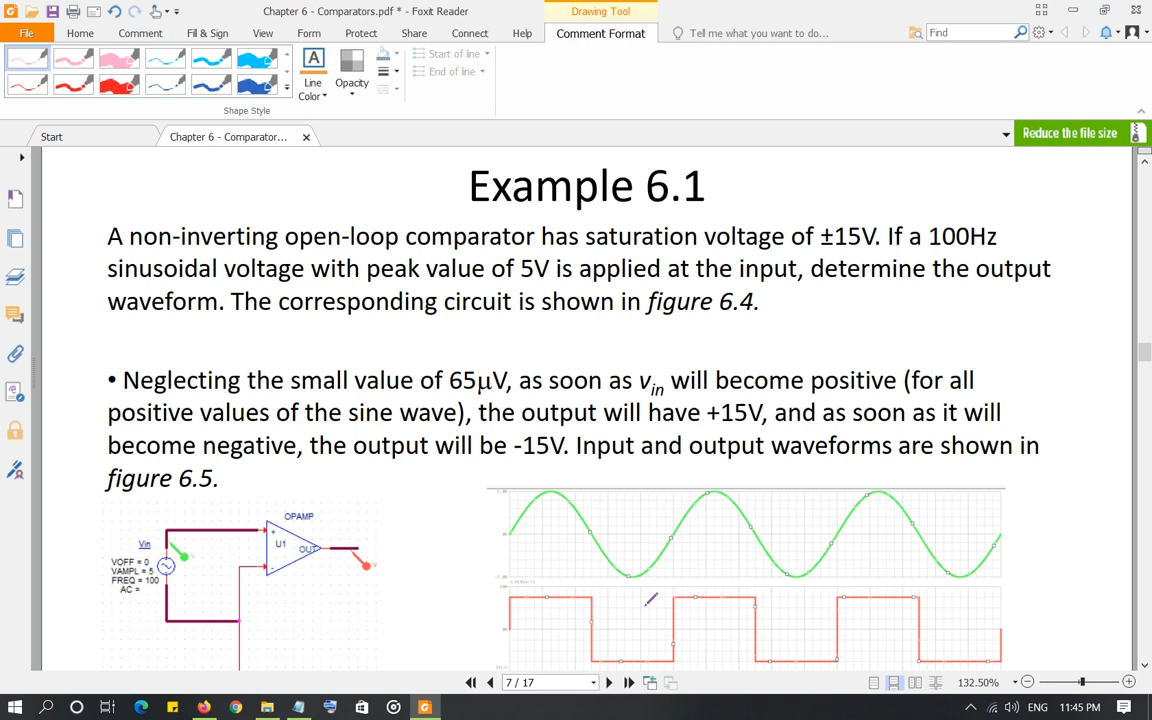 Chapter 6 - Comparators.pdf * - Foxit Reader
Drawing Tool
File
Home
Comment
Fill & Sign
View
Form
Protect
Share
Connect
Help
Comment Format
Tell me what you want to do...
Find
Line
Color
Opacity
Start of line
End of line
Shape Style
Start
Chapter 6 - Comparator...
Reduce the file size
Example 6.1
A non-inverting open-loop comparator has saturation voltage of ±15V. If a 100Hz
sinusoidal voltage with peak value of 5V is applied at the input, determine the output
waveform. The corresponding circuit is shown in figure 6.4.
• Neglecting the small value of 65μV, as soon as vin will become positive (for all
positive values of the sine wave), the output will have +15V, and as soon as it will
become negative, the output will be -15V. Input and output waveforms are shown in
figure 6.5.
OPAMP
Vin
U1
OUT
+
-
VOFF = 0
VAMPL = 5
FREQ = 100
AC =
7 / 17
132.50%
ENG
11:45 PM